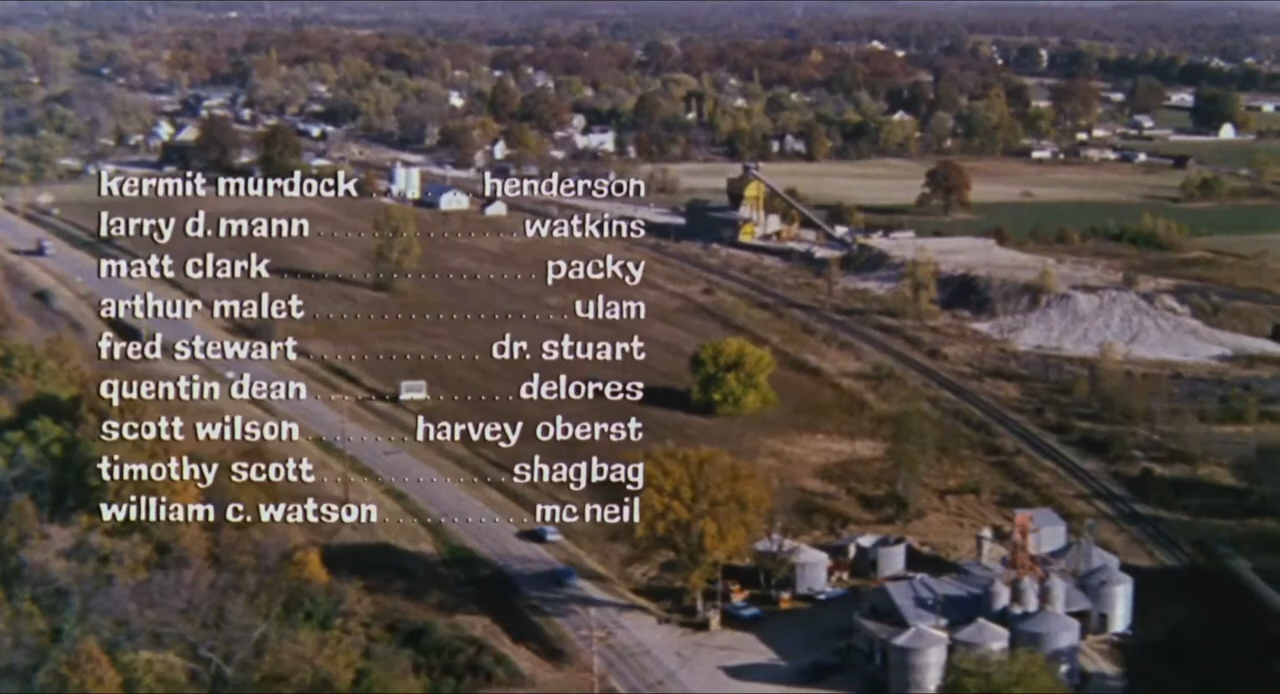 kermit murdock ........ henderson
larry d. mann ............... watkins
matt clark .................... packy
arthur malet ................... ulam
fred stewart ............. dr. stuart
quentin dean ............... delores
scott wilson ........ harvey oberst
timothy scott .............. shagbag
william c. watson ........... mc neil